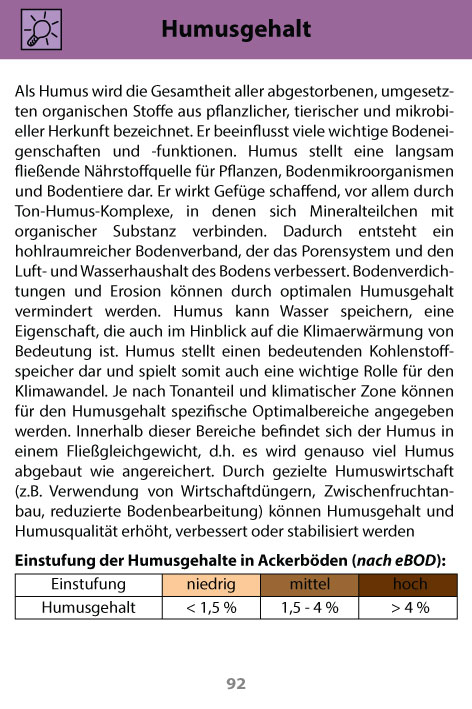 Humusgehalt
Als Humus wird die Gesamtheit aller abgestorbenen, umgesetz-
ten organischen Stoffe aus pflanzlicher, tierischer und mikrobi-
eller Herkunft bezeichnet. Er beeinflusst viele wichtige Bodenei-
genschaften und -funktionen. Humus stellt eine langsam
fließende Nährstoffquelle für Pflanzen, Bodenmikroorganismen
und Bodentiere dar. Er wirkt Gefüge schaffend, vor allem durch
Ton-Humus-Komplexe, in denen sich Mineralteilchen mit
organischer Substanz verbinden. Dadurch entsteht ein
hohlraumreicher Bodenverband, der das Porensystem und den
Luft- und Wasserhaushalt des Bodens verbessert. Bodenverdich-
tungen und Erosion können durch optimalen Humusgehalt
vermindert werden. Humus kann Wasser speichern, eine
Eigenschaft, die auch im Hinblick auf die Klimaerwärmung von
Bedeutung ist. Humus stellt einen bedeutenden Kohlenstoff-
speicher dar und spielt somit auch eine wichtige Rolle für den
Klimawandel. Je nach Tonanteil und klimatischer Zone können
für den Humusgehalt spezifische Optimalbereiche angegeben
werden. Innerhalb dieser Bereiche befindet sich der Humus in
einem Fließgleichgewicht, d.h. es wird genauso viel Humus
abgebaut wie angereichert. Durch gezielte Humuswirtschaft
(z.B. Verwendung von Wirtschaftdüngern, Zwischenfruchtan-
bau, reduzierte Bodenbearbeitung) können Humusgehalt und
Humusqualität erhöht, verbessert oder stabilisiert werden
Einstufung der Humusgehalte in Ackerböden (nach eBOD):
Einstufung niedrig mittel hoch
Humusgehalt < 1,5 % 1,5 - 4 % > 4 %
92